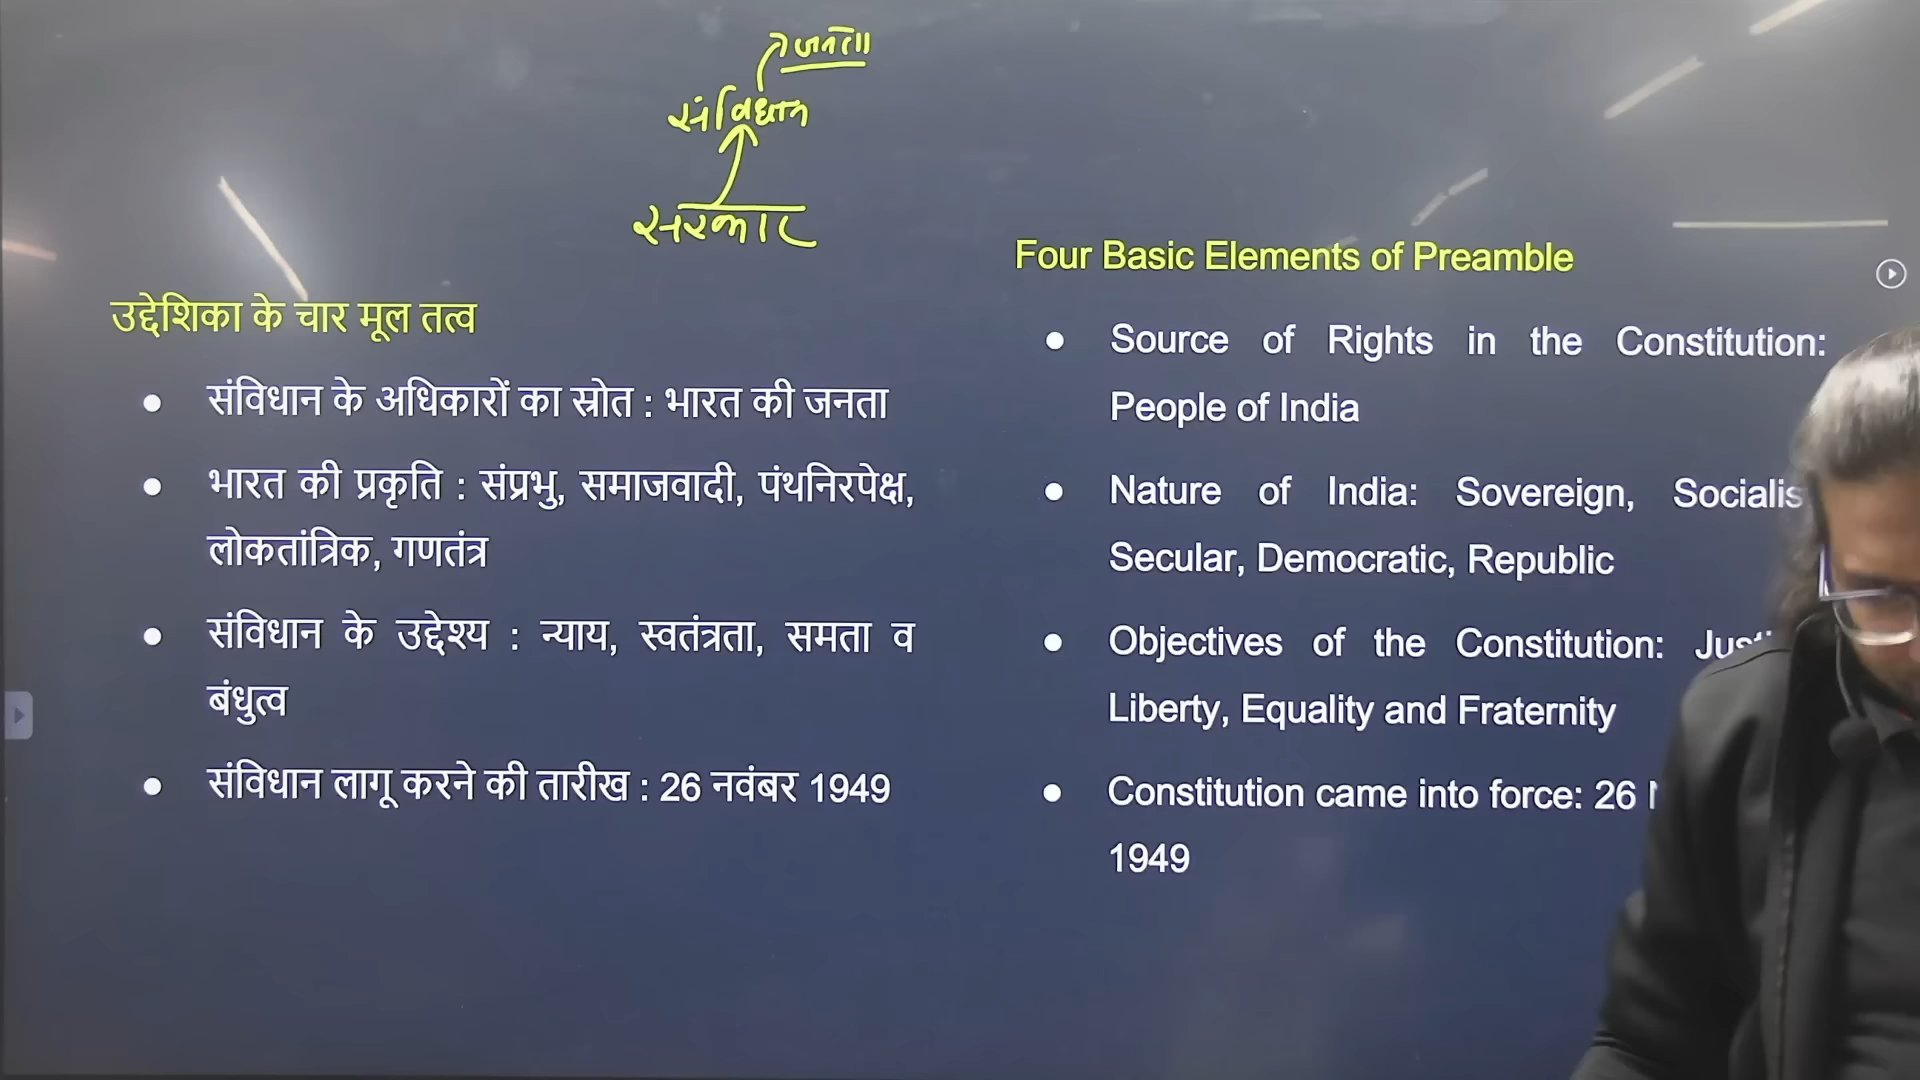 जनता
संविधान
सरकार
उद्देशिका के चार मूल तत्व
संविधान के अधिकारों का स्रोत : भारत की जनता
भारत की प्रकृति : संप्रभु, समाजवादी, पंथनिरपेक्ष,
लोकतांत्रिक, गणतंत्र
संविधान के उद्देश्य : न्याय, स्वतंत्रता, समता व
बंधुत्व
संविधान लागू करने की तारीख : 26 नवंबर 1949
Four Basic Elements of Preamble
Source of Rights in the Constitution:
People of India
Nature of India: Sovereign,
Secular, Democratic, Republic
Objectives of the Constitution:
Liberty, Equality and Fraternity
Constitution came into force: 26
1949